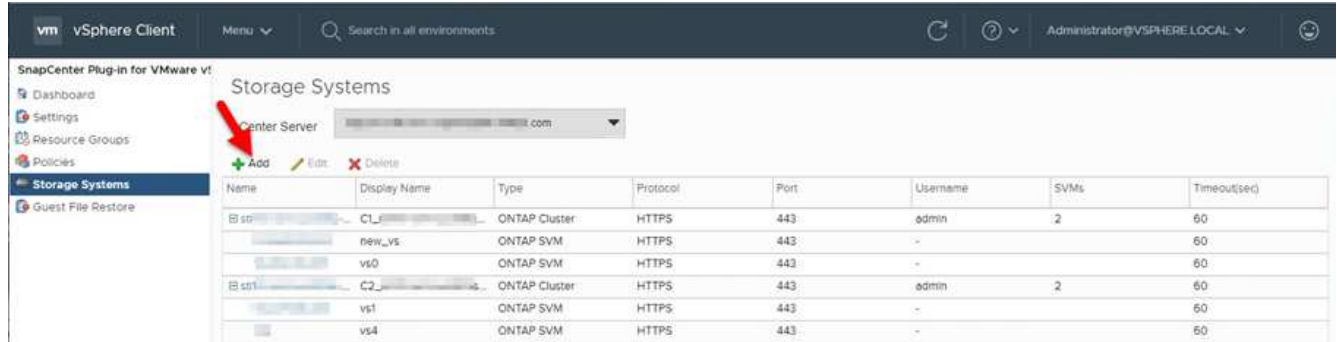 vm vSphere Client Menu Search in all environments Administrator@VSPHERE.LOCAL
SnapCenter Plug-in for VMware vS
Dashboard
Settings
Resource Groups
Policies
Storage Systems
Guest File Restore
Storage Systems
Center Server com
Add Edit Delete
Name Display Name Type Protocol Port Username SVMs Timeout(sec)
C1_ ONTAP Cluster HTTPS 443 admin 2 60
new_vs ONTAP SVM HTTPS 443 - 60
vs0 ONTAP SVM HTTPS 443 - 60
C2_ ONTAP Cluster HTTPS 443 admin 2 60
vs1 ONTAP SVM HTTPS 443 - 60
vs4 ONTAP SVM HTTPS 443 - 60